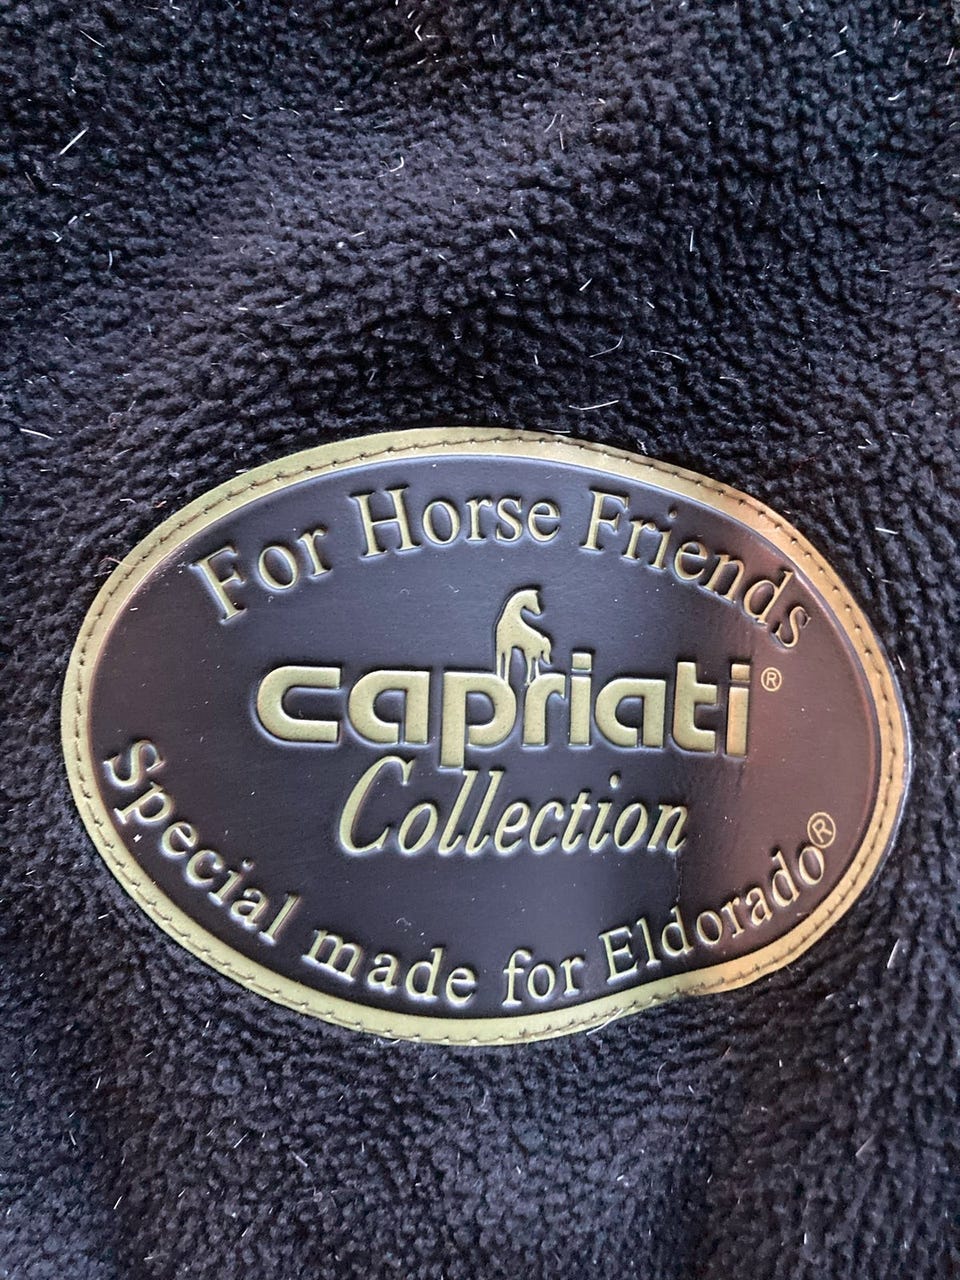 For Horse Friends
capriati®
Collection
Special made for Eldorado®